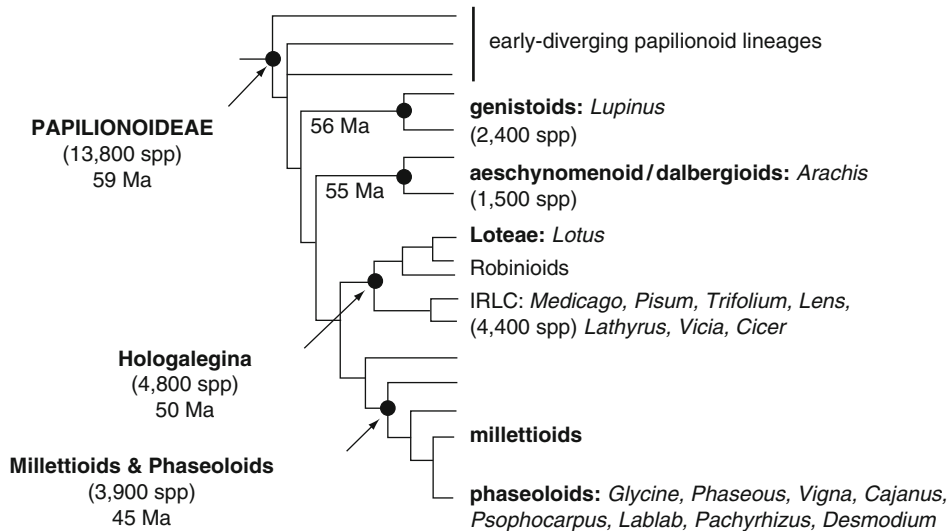 early-diverging papilionoid lineages
PAPILIONOIDEAE
(13,800 spp)
59 Ma
56 Ma
genistoids: Lupinus
(2,400 spp)
55 Ma
aeschynomenoid/dalbergioids: Arachis
(1,500 spp)
Loteae: Lotus
Robinioids
IRLC: Medicago, Pisum, Trifolium, Lens,
(4,400 spp) Lathyrus, Vicia, Cicer
Hologalegina
(4,800 spp)
50 Ma
Millettioids & Phaseoloids
(3,900 spp)
45 Ma
millettioids
phaseoloids: Glycine, Phaseous, Vigna, Cajanus,
Psophocarpus, Lablab, Pachyrhizus, Desmodium